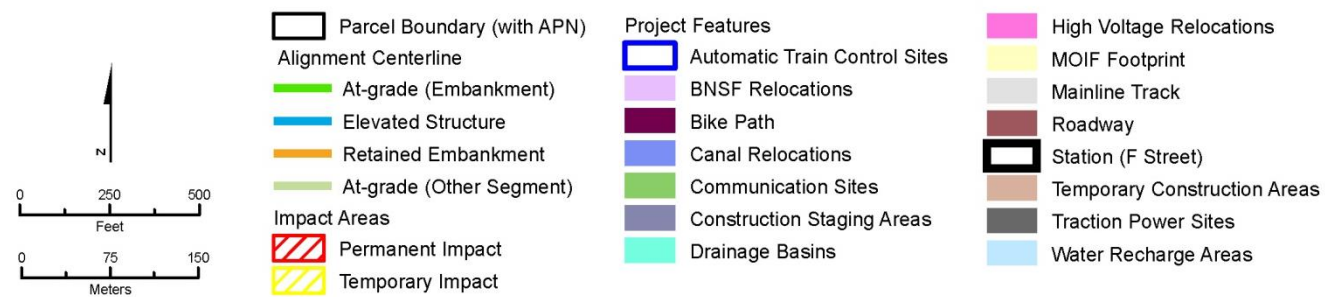 N
0 250 500
Feet
0 75 150
Meters
Parcel Boundary (with APN)
Alignment Centerline
At-grade (Embankment)
Elevated Structure
Retained Embankment
At-grade (Other Segment)
Impact Areas
Permanent Impact
Temporary Impact
Project Features
Automatic Train Control Sites
BNSF Relocations
Bike Path
Canal Relocations
Communication Sites
Construction Staging Areas
Drainage Basins
High Voltage Relocations
MOIF Footprint
Mainline Track
Roadway
Station (F Street)
Temporary Construction Areas
Traction Power Sites
Water Recharge Areas